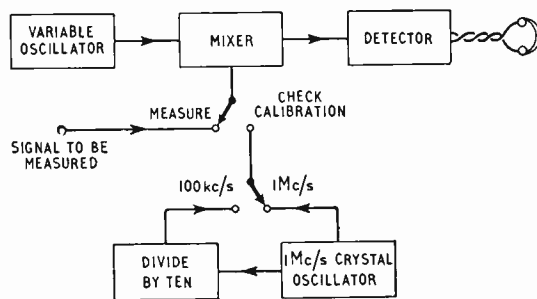 VARIABLE
OSCILLATOR
MIXER
DETECTOR
MEASURE
CHECK
CALIBRATION
SIGNAL TO BE
MEASURED
100kc/s
1Mc/s
DIVIDE
BY TEN
1Mc/s CRYSTAL
OSCILLATOR